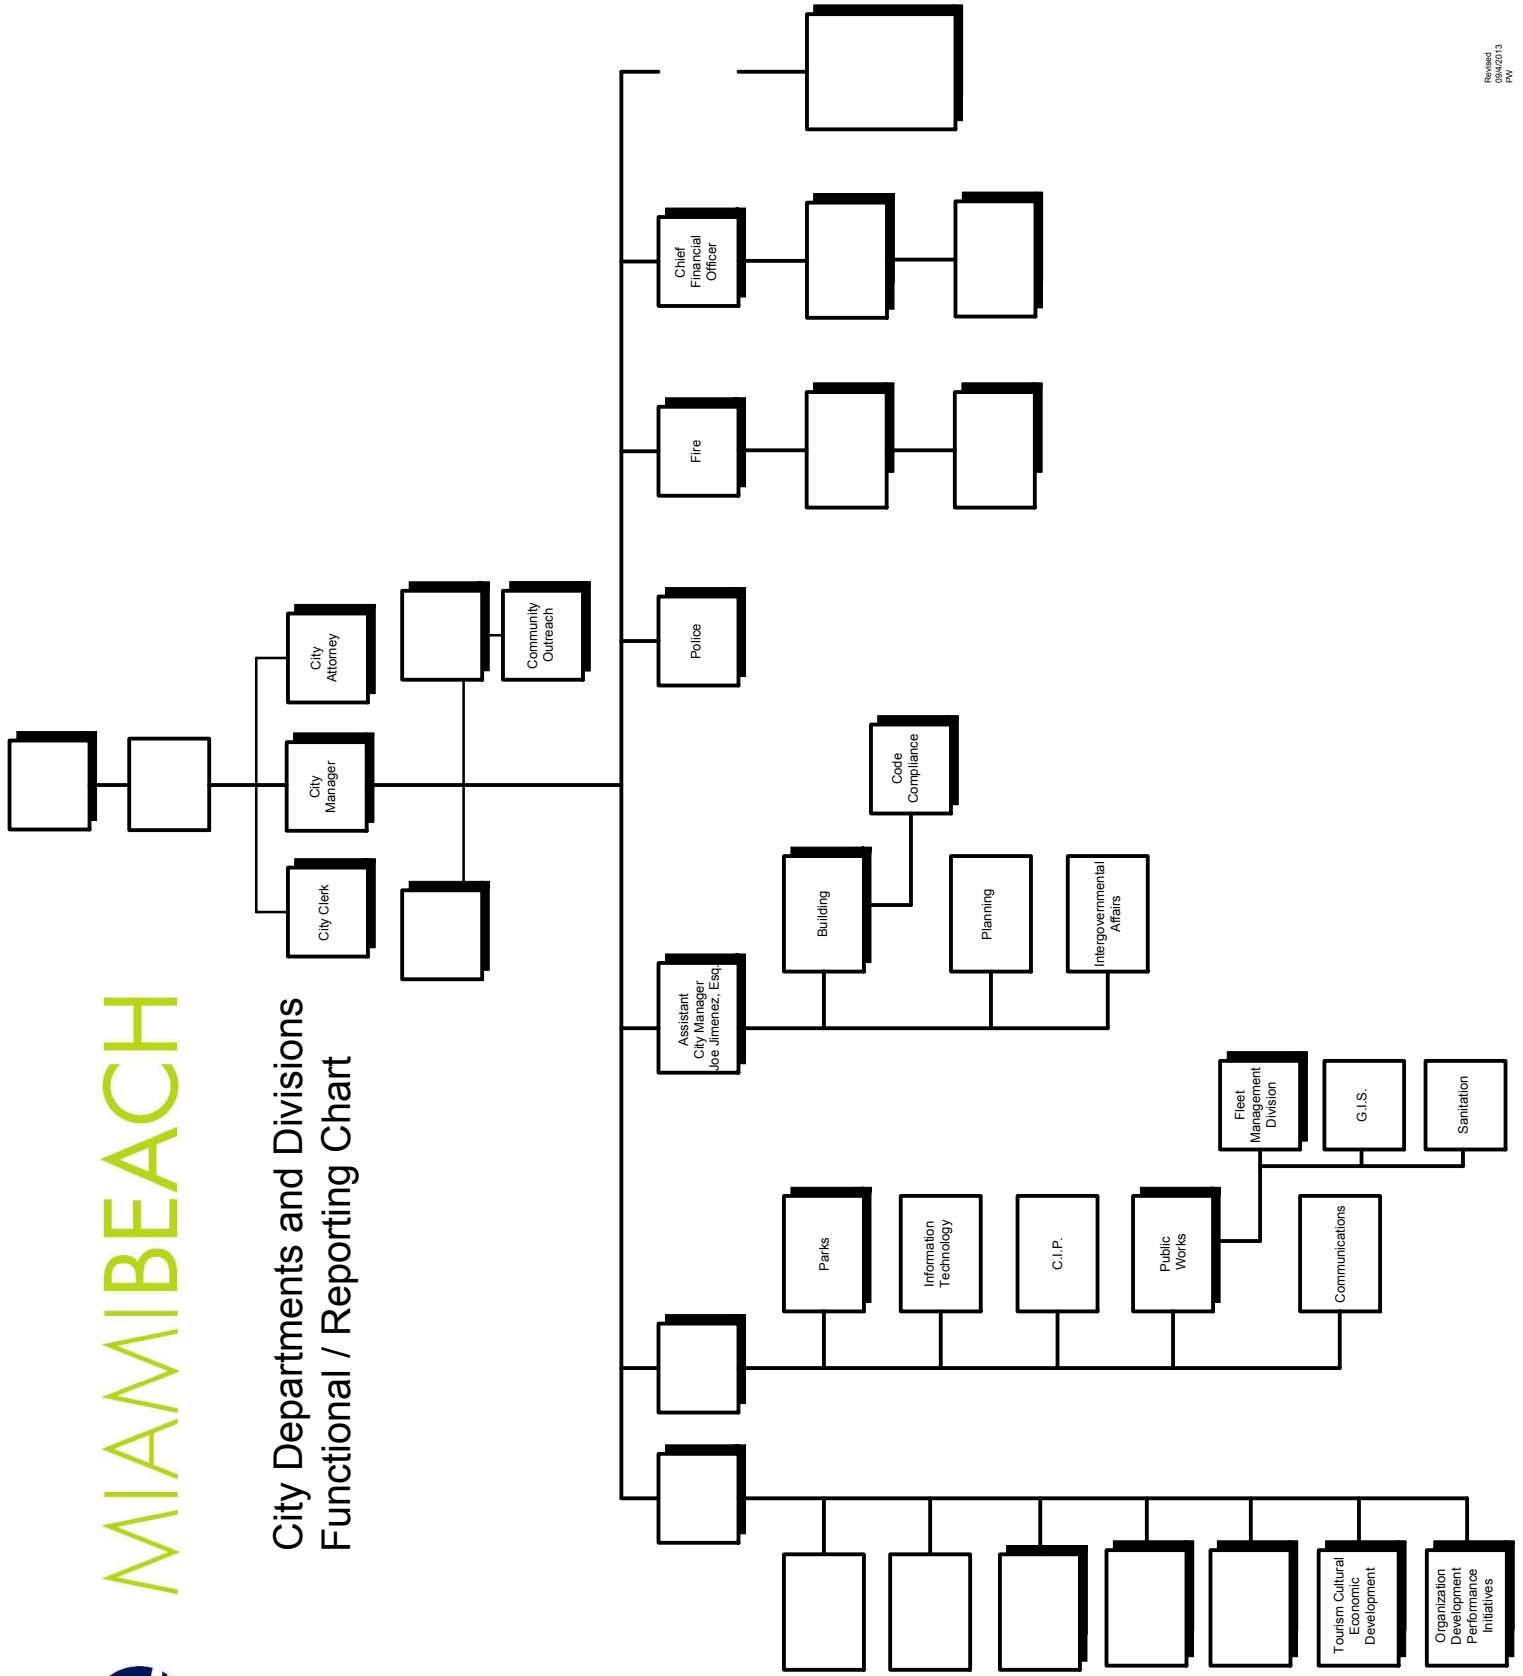 MIAMIBEACH
City Departments and Divisions
Functional / Reporting Chart
City Clerk
City
Manager
City
Attorney
Community
Outreach
Assistant
City Manager
Joe Jimenez, Esq.
Police
Fire
Chief
Financial
Officer
Parks
Information
Technology
C.I.P.
Public
Works
Communications
Fleet
Management
Division
G.I.S.
Sanitation
Building
Code
Compliance
Planning
Intergovernmental
Affairs
Tourism Cultural
Economic
Development
Organization
Development
Performance
Initiatives
Revised
09/4/2013
PW